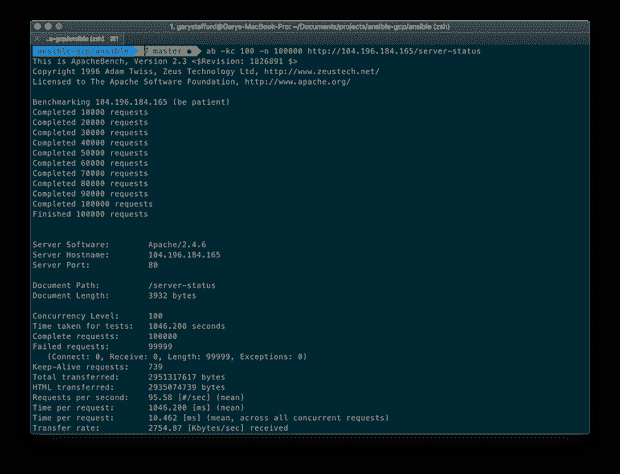 1. garystafford@Garys-MacBook-Pro: ~/Documents/projects/ansible-gcp/ansible (zsh)
..e-gcp/ansible (zsh)
ansible-gcp/ansible master ● ab -kc 100 -n 100000 http://104.196.184.165/server-status
This is ApacheBench, Version 2.3 <$Revision: 1826891 $>
Copyright 1996 Adam Twiss, Zeus Technology Ltd, http://www.zeustech.net/
Licensed to The Apache Software Foundation, http://www.apache.org/
Benchmarking 104.196.184.165 (be patient)
Completed 10000 requests
Completed 20000 requests
Completed 30000 requests
Completed 40000 requests
Completed 50000 requests
Completed 60000 requests
Completed 70000 requests
Completed 80000 requests
Completed 90000 requests
Completed 100000 requests
Finished 100000 requests
Server Software: Apache/2.4.6
Server Hostname: 104.196.184.165
Server Port: 80
Document Path: /server-status
Document Length: 3932 bytes
Concurrency Level: 100
Time taken for tests: 1046.200 seconds
Complete requests: 100000
Failed requests: 99999
(Connect: 0, Receive: 0, Length: 99999, Exceptions: 0)
Keep-Alive requests: 739
Total transferred: 2951317617 bytes
HTML transferred: 2935074739 bytes
Requests per second: 95.58 [#/sec] (mean)
Time per request: 1046.200 [ms] (mean)
Time per request: 10.462 [ms] (mean, across all concurrent requests)
Transfer rate: 2754.87 [Kbytes/sec] received